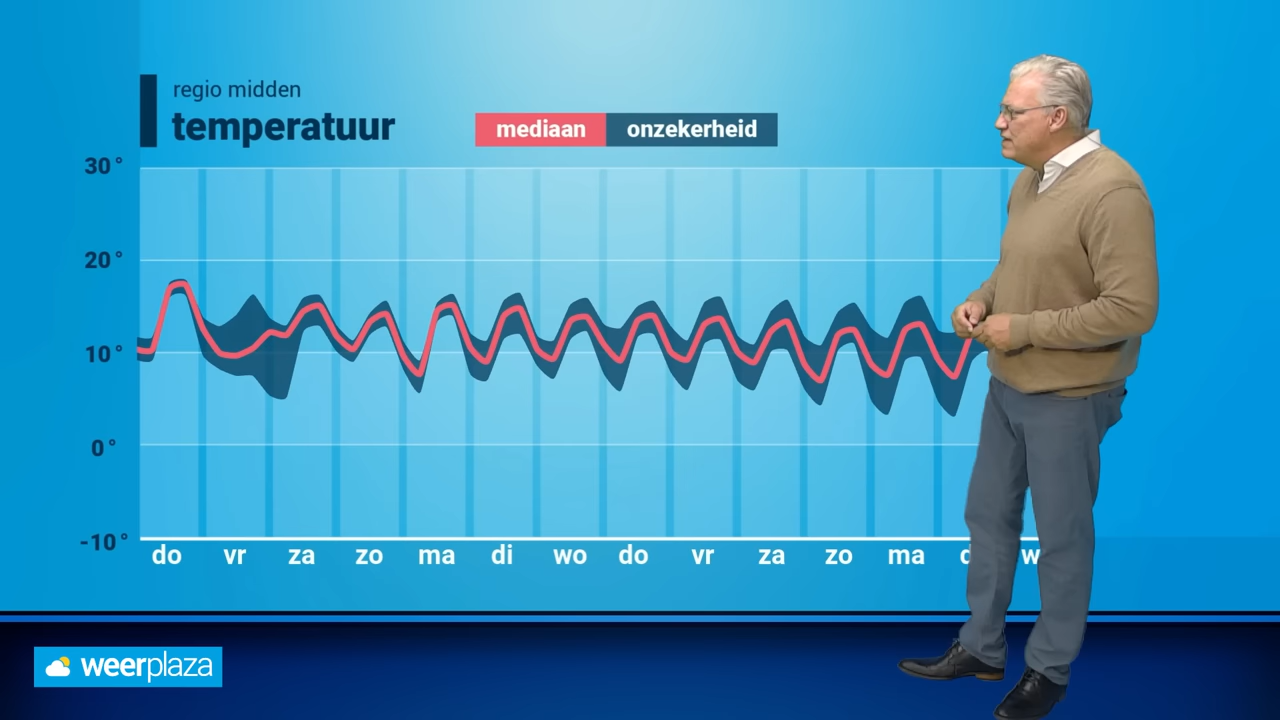 regio midden
temperatuur
mediaan onzekerheid
30°
20°
10°
0°
-10°
do vr za zo ma di wo do vr za zo ma
weerplaza